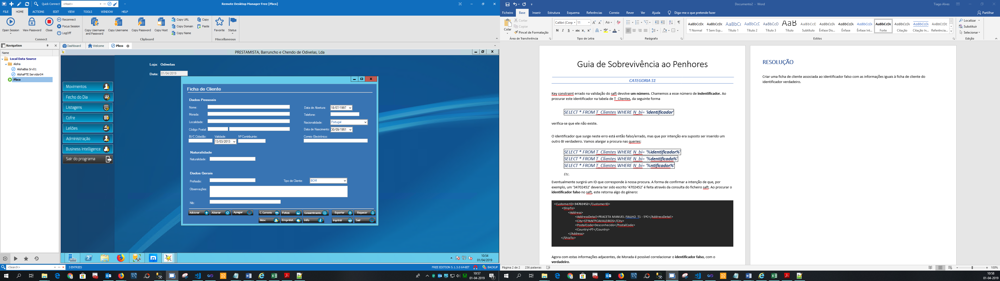 Quick Connect <Host>
Remote Desktop Manager Free [Pbco]
FILE HOME ACTIONS EDIT VIEW TOOLS WINDOW HELP
Open Session
View Password
Close
Reconnect
Focus Session
LogOff
Connect
Copy Username and Password
Copy Username
Copy Password
Copy Host
Copy URL
Copy Domain
Copy Name
Copy
Paste
Clipboard
Favorite
Status
Miscellaneous
Navigation
Dashboard Welcome Pbco
Name
Local Data Source
Aloha
AlohaBss Srv01
AlohaPTE Servidor04
Pbco
PRESTAMISTA, Barruncho e Chendo de Odivelas, Lda
Loja: Odivelas
Data: 01/04/2019
Movimentos
Fecho do Dia
Listagens
Cofre
Leilões
Administração
Business Intelligence
Sair do programa
Ficha de Cliente
Dados Pessoais
Nome:
Data de Abertura: 18/07/1997
Morada:
Telefone:
Localidade:
Nacionalidade: Portugal
Código Postal:
Data de Nascimento: 30/09/1951
BI/C.Cidadão: Validade: Nº Contribuinte: Correio Electrónico:
13/03/2013
Naturalidade
Naturalidade:
Dados Gerais
Profissão:
Tipo de Cliente: BOM
Observações:
Nib:
Adicionar Alterar Apagar C. Corrente Fotos Consentimento Exportar Esquecer
Mov. Emprést. Info Imprimir Sair
10:54
01/04/2019
<Search>
3 ENTRIES
FREE EDITION 5.1.3.0 64-BIT
BACKUP
10:57
01-04-2019
7
Documento2 - Word
Tiago Alves
Ficheiro Base Inserir Estrutura Esquema Referências Correio Rever Ver Ajuda Diga-me o que pretende fazer
Partilhar
Colar
Cortar
Copiar
Pincel de Formatação
Área de Transferência
Calibri (Corp 11
N I S abc x₂ x²
Tipo de Letra
Parágrafo
AaBbCcDc AaBbCcDc AaBbCc AaBbCcD AaBbCcD AaB AaBbCcD AaBbCcDc AaBbCcDc AaBbCcDc AaBbCcDc AaBbCcDc AaBbCcDc AaBbCcDD
¶ Normal ¶ Sem Esp... Título 1 Título 2 Título 3 Título Subtítulo Ênfase Dis... Ênfase Ênfase Int... Forte Citação Citação In... Referência...
Estilos
Localizar
Substituir
Selecionar
Edição
Guia de Sobrevivência ao Penhores
CATEGORIA S1
Key constraint errado na validação do saft devolve um número. Chamemos a esse número de indentificador. Ao
procurar este identificador na tabela de T_Clientes, da seguinte forma
SELECT * FROM T_Clientes WHERE N_bi= ‘identificador’
verifica-se que ele não existe.
O identificador que surge neste erro está então falso/errado, mas que por intenção era suposto ser inserido um
outro BI verdadeiro. Vamos alargar a procura nas queries:
SELECT * FROM T_Clientes WHERE N_bi= ‘%identificador%’
SELECT * FROM T_Clientes WHERE N_bi= ‘%dentificado%’
SELECT * FROM T_Clientes WHERE N_bi= ‘%ntificador%’
Etc.
Eventualmente surgirá um ID que corresponde à nossa procura. A forma de confirmar a intenção de que, por
exemplo, um ‘34702452’ deveria ter sido escrito ‘4702452’ é feita através da consulta do ficheiro saft. Ao procurar o
identificador falso no saft, este retorna algo do género:
<CustomerID>34702452</CustomerID>
<ShipTo>
<Address>
<AddressDetail>PRACETA MANUEL FIALHO_T1 - 5ºC</AddressDetail>
<City>STºANTºCAVALEIROS</City>
<PostalCode>Desconhecido</PostalCode>
<Country>PT</Country>
</Address>
</ShipTo>
Agora com estas informações adjacentes, de Morada é possível correlacionar o identificador falso, com o
verdadeiro.
RESOLUÇÃO
Criar uma ficha de cliente associada ao identificador falso com as informações iguais à ficha de cliente do
identificador verdadeiro.
Página 2 de 2 236 palavras
100%
10:58
01-04-2019